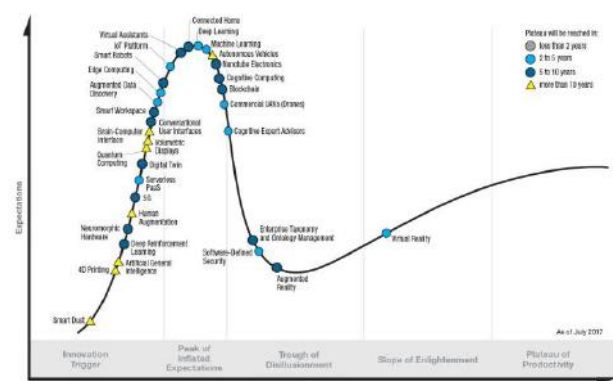 Connected Home
Deep Learning
Virtual Assistants
Machine Learning
IoT Platform
Autonomous Vehicles
Smart Robots
Nanotube Electronics
Edge Computing
Cognitive Computing
Augmented Data
Discovery
Blockchain
Commercial UAVs (Drones)
Smart Workspace
Conversational
User Interfaces
Cognitive Expert Advisors
Brain-Computer
Interface
Volumetric
Displays
Quantum
Computing
Digital Twin
Serverless
PaaS
5G
Human
Augmentation
Neuromorphic
Hardware
Deep Reinforcement
Learning
Artificial General
Intelligence
4D Printing
Smart Dust
Enterprise Taxonomy
and Ontology Management
Software-Defined
Security
Augmented
Reality
Virtual Reality
Plateau will be reached in:
less than 2 years
2 to 5 years
5 to 10 years
more than 10 years
Expectations
As of July 2017
Innovation
Trigger
Peak of
Inflated
Expectations
Trough of
Disillusionment
Slope of Enlightenment
Plateau of
Productivity